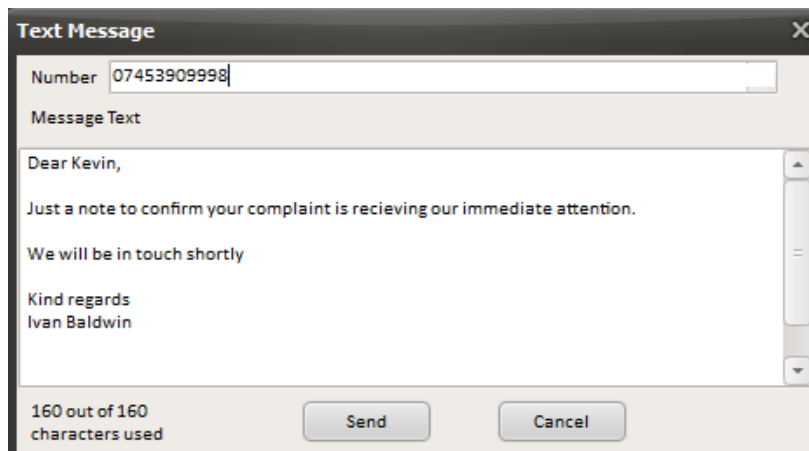 Text Message
Number 07453909998
Message Text
Dear Kevin,
Just a note to confirm your complaint is recieving our immediate attention.
We will be in touch shortly
Kind regards
Ivan Baldwin
160 out of 160
characters used
Send
Cancel